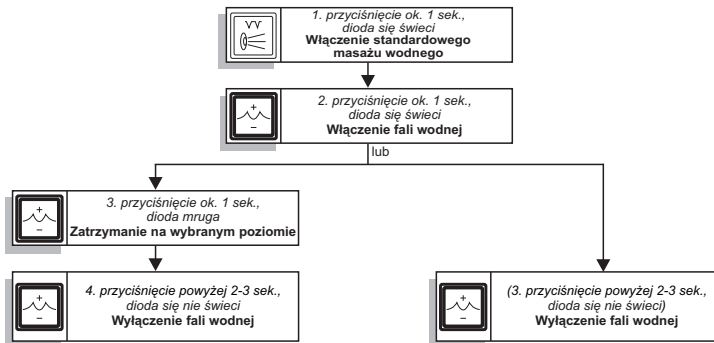 1. przyciśnięcie ok. 1 sek.,
dioda się świeci
Włączenie standardowego
masażu wodnego
2. przyciśnięcie ok. 1 sek.,
dioda się świeci
Włączenie fali wodnej
lub
3. przyciśnięcie ok. 1 sek.,
dioda mruga
Zatrzymanie na wybranym poziomie
4. przyciśnięcie powyżej 2-3 sek.,
dioda się nie świeci
Wyłączenie fali wodnej
(3. przyciśnięcie powyżej 2-3 sek.,
dioda się nie świeci)
Wyłączenie fali wodnej